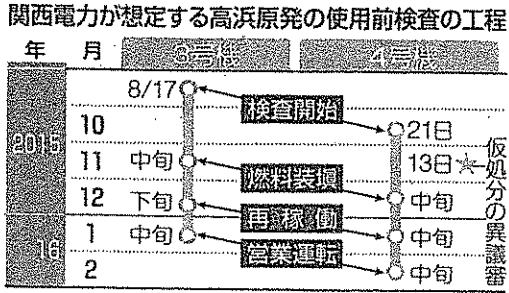 関西電力が想定する高浜原発の使用前検査の工程
年 月 3号機 4号機
8/17 検査開始
2015 10 21日
11 中旬 燃料装塡 13日
12 下旬 再稼働 中旬
16 1 中旬 営業運転 中旬
2 中旬
仮処分の異議審